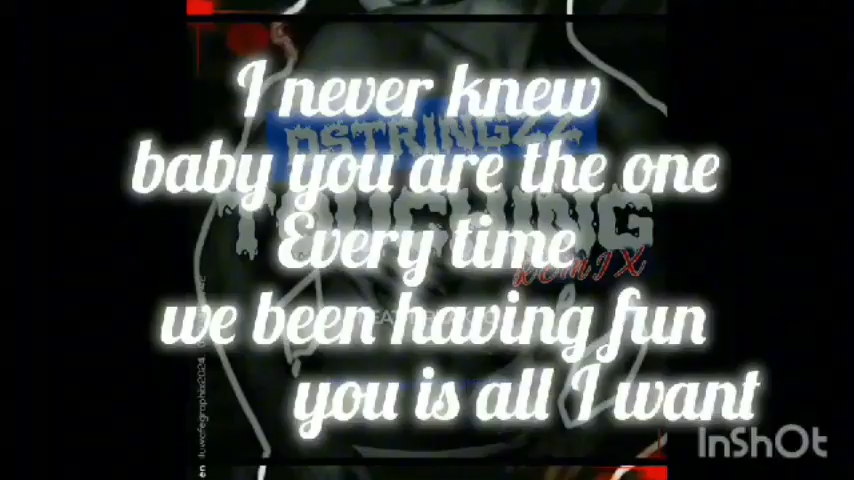 I never knew
DSTRINGZZ
baby you are the one
TOUCHING
Every time
REMIX
we been having fun
you is all I want
InShOt